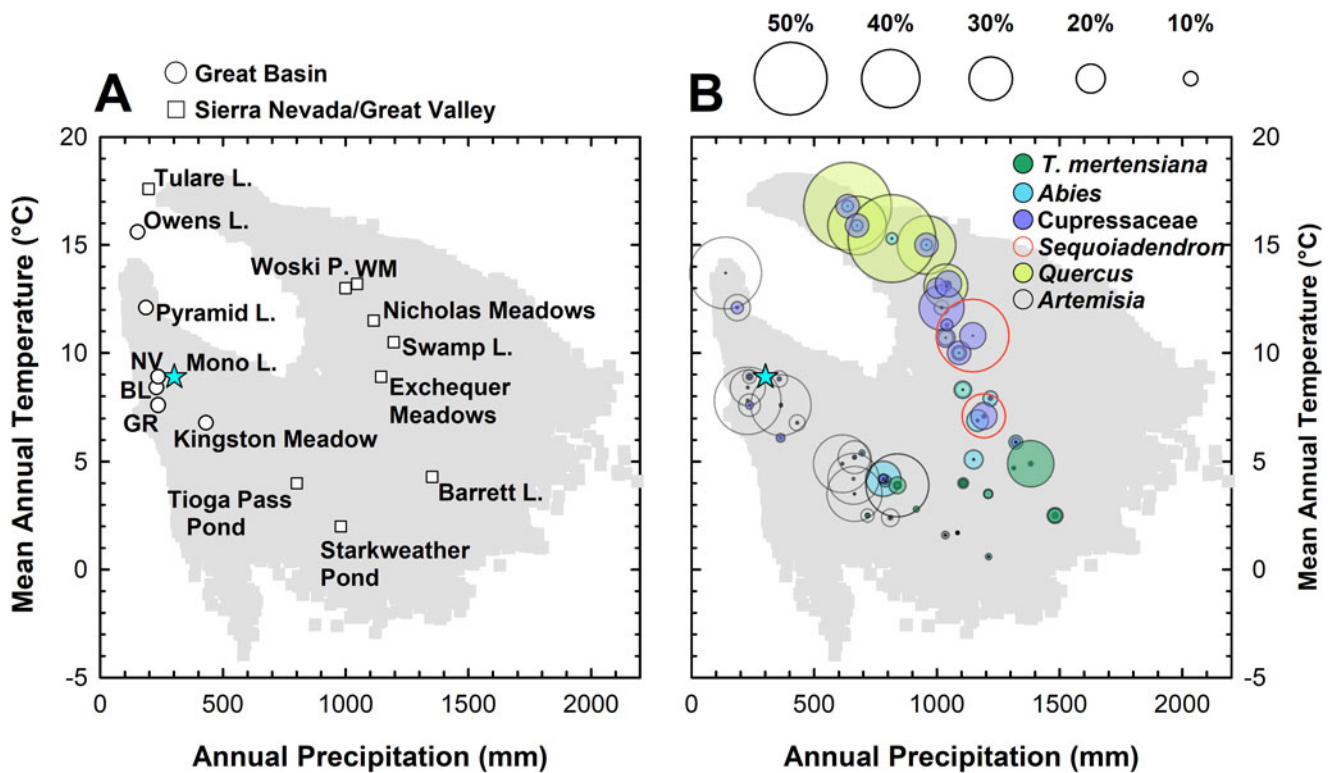 A
Great Basin
Sierra Nevada/Great Valley
20
15
10
5
0
-5
Mean Annual Temperature (°C)
Tulare L.
Owens L.
Woski P.
WM
Pyramid L.
Nicholas Meadows
Swamp L.
NV
Mono L.
BL
Exchequer
Meadows
GR
Kingston Meadow
Tioga Pass
Pond
Barrett L.
Starkweather
Pond
0
500
1000
1500
2000
Annual Precipitation (mm)
B
50%
40%
30%
20%
10%
T. mertensiana
Abies
Cupressaceae
Sequoiadendron
Quercus
Artemisia
20
15
10
5
0
-5
Mean Annual Temperature (°C)
0
500
1000
1500
2000
Annual Precipitation (mm)